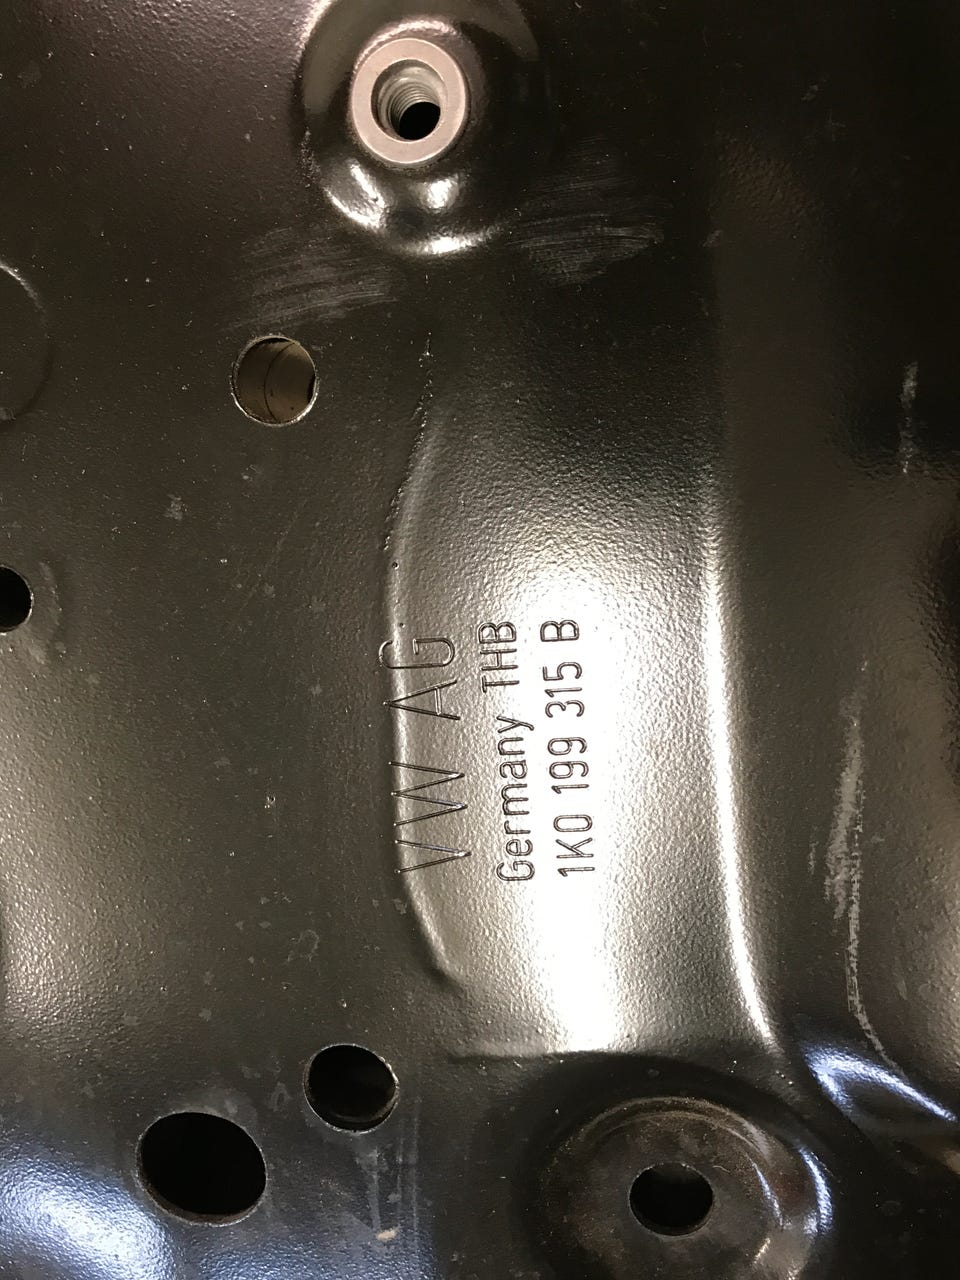 VW AG
Germany THB
1K0 199 315 B